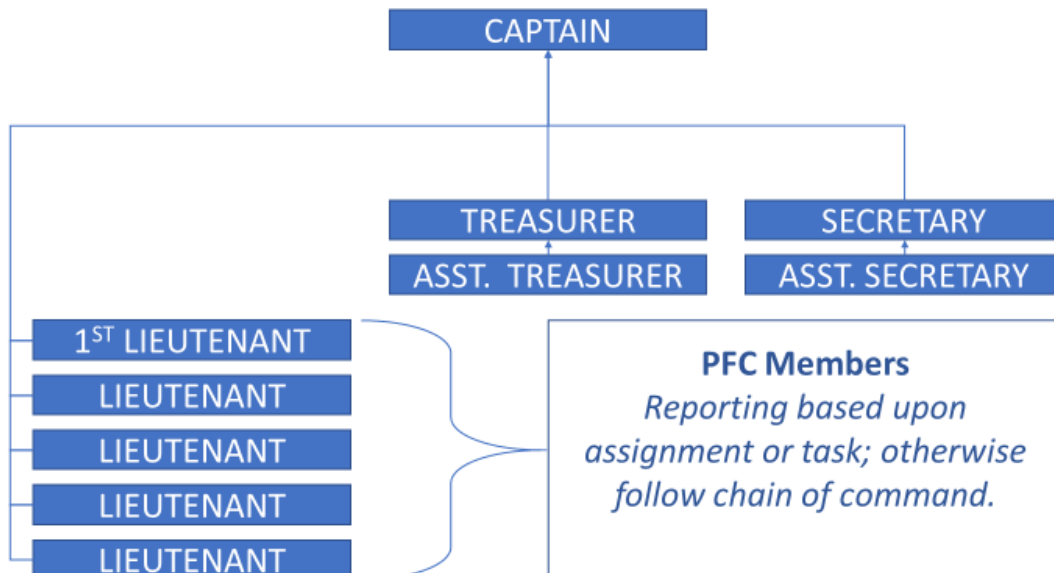 CAPTAIN
TREASURER
SECRETARY
ASST. TREASURER
ASST. SECRETARY
1ST LIEUTENANT
LIEUTENANT
LIEUTENANT
LIEUTENANT
LIEUTENANT
PFC Members
Reporting based upon
assignment or task; otherwise
follow chain of command.